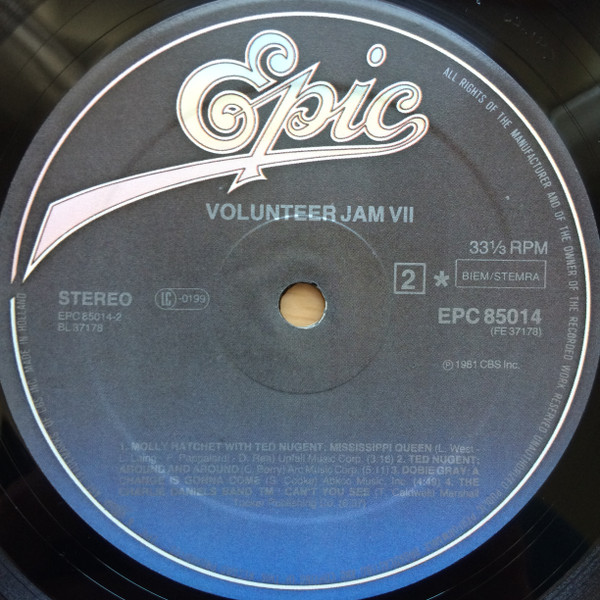 Epic
VOLUNTEER JAM VII
33⅓ RPM
2 * BIEM/STEMRA
STEREO LC-0199
EPC 85014-2
BL 37178
EPC 85014
(FE 37178)
℗ 1981 CBS Inc.
1. MOLLY HATCHET WITH TED NUGENT: MISSISSIPPI QUEEN (L. West -
L. Laing - F. Pappalardi - D. Rea) Upfall Music Corp. (3:16) 2. TED NUGENT:
AROUND AND AROUND (C. Berry) Arc Music Corp. (5:11) 3. DOBIE GRAY: A
CHANGE IS GONNA COME (S. Cooke) Abkco Music, Inc. (4:49) 4. THE
CHARLIE DANIELS BAND, TM: CAN'T YOU SEE (T. Caldwell) Marshall
ALL RIGHTS OF THE MANUFACTURER AND OF THE OWNER OF THE RECORDED WORK RESERVED
MADE IN HOLLAND